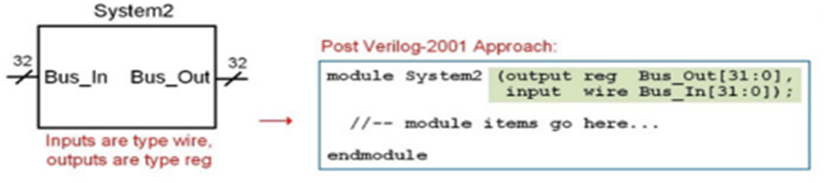 System2
32
32
Bus_In Bus_Out
Inputs are type wire,
outputs are type reg
Post Verilog-2001 Approach:
module System2 (output reg Bus_Out[31:0],
input wire Bus_In[31:0]);
//-- module items go here...
endmodule